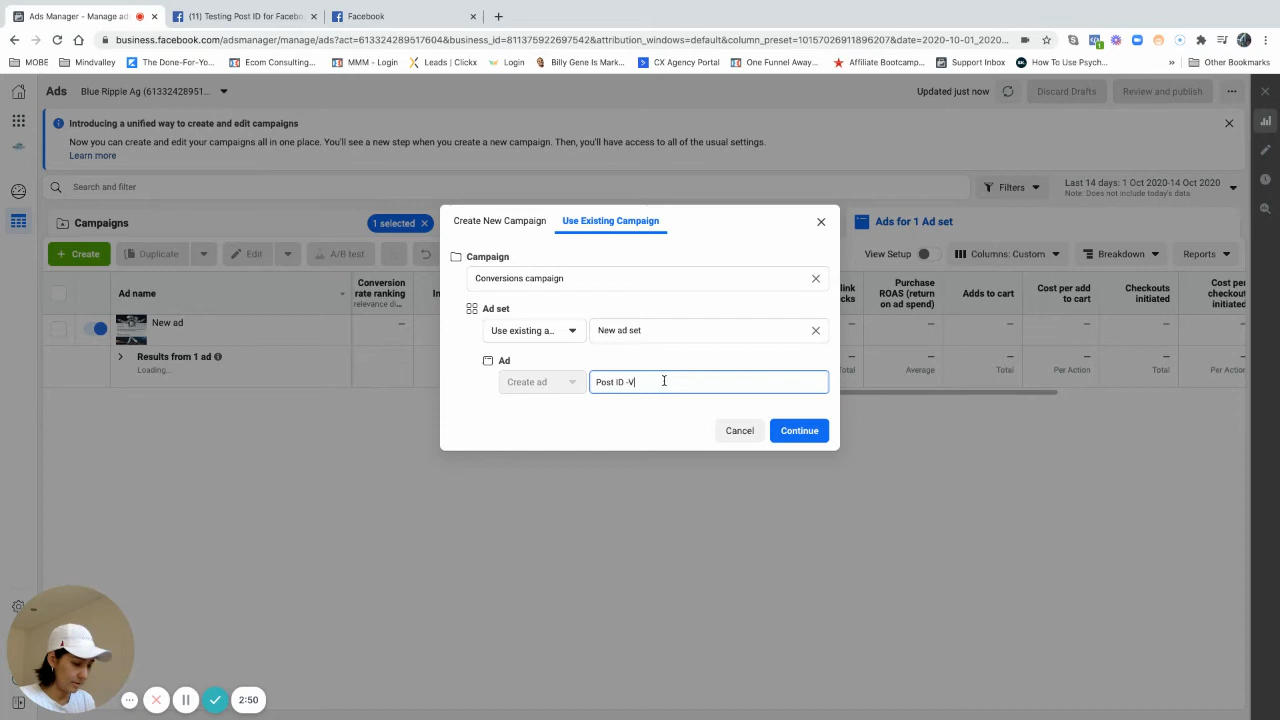 Ads Manager - Manage ad
(11) Testing Post ID for Facebo
Facebook
business.facebook.com/adsmanager/manage/ads?act=613324289517604&business_id=811375922697542&attribution_windows=default&column_preset=10157026911896207&date=2020-10-01_2020...
MOBE
Mindvalley
The Done-For-Yo...
Ecom Consulting...
MMM - Login
Leads | Clickx
Login
Billy Gene Is Mark...
CX Agency Portal
One Funnel Away...
Affiliate Bootcamp...
Support Inbox
How To Use Psych...
»
Other Bookmarks
Ads
Blue Rippie Ag (61332428951...
Updated just now
Discard Drafts
Review and publish
Introducing a unified way to create and edit campaigns
Now you can create and edit your campaigns all in one place. You'll see a new step when you create a new campaign. Then, you'll have access to all of the usual settings.
Learn more
Search and filter
Filters
Last 14 days: 1 Oct 2020-14 Oct 2020
Note: Does not include today's data.
Campaigns
1 selected
Ads for 1 Ad set
+ Create
Duplicate
Edit
A/B test
View Setup
Columns: Custom
Breakdown
Reports
Ad name
Conversion
rate ranking
relevance di...
Purchase
ROAS (return
on ad spend)
Adds to cart
Cost per add
to cart
Checkouts
initiated
Cost per
checkout
initiated
New ad
—
Results from 1 ad
Loading...
Average
Total
Per Action
Total
Per Action
Create New Campaign
Use Existing Campaign
Campaign
Conversions campaign
Ad set
Use existing a...
New ad set
Ad
Create ad
Post ID -V
Cancel
Continue
2:50